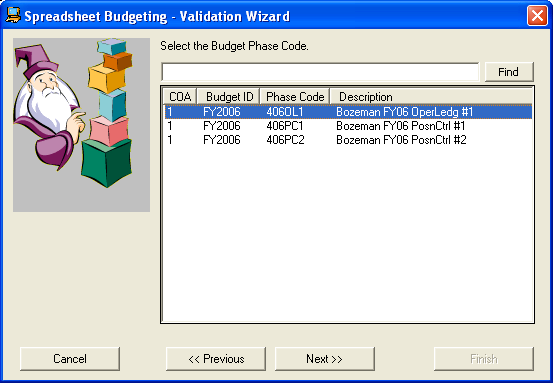 Spreadsheet Budgeting - Validation Wizard
Select the Budget Phase Code.
Find
COA Budget ID Phase Code Description
1 FY2006 406OL1 Bozeman FY06 OperLedg #1
1 FY2006 406PC1 Bozeman FY06 PosnCtrl #1
1 FY2006 406PC2 Bozeman FY06 PosnCtrl #2
Cancel << Previous Next >> Finish